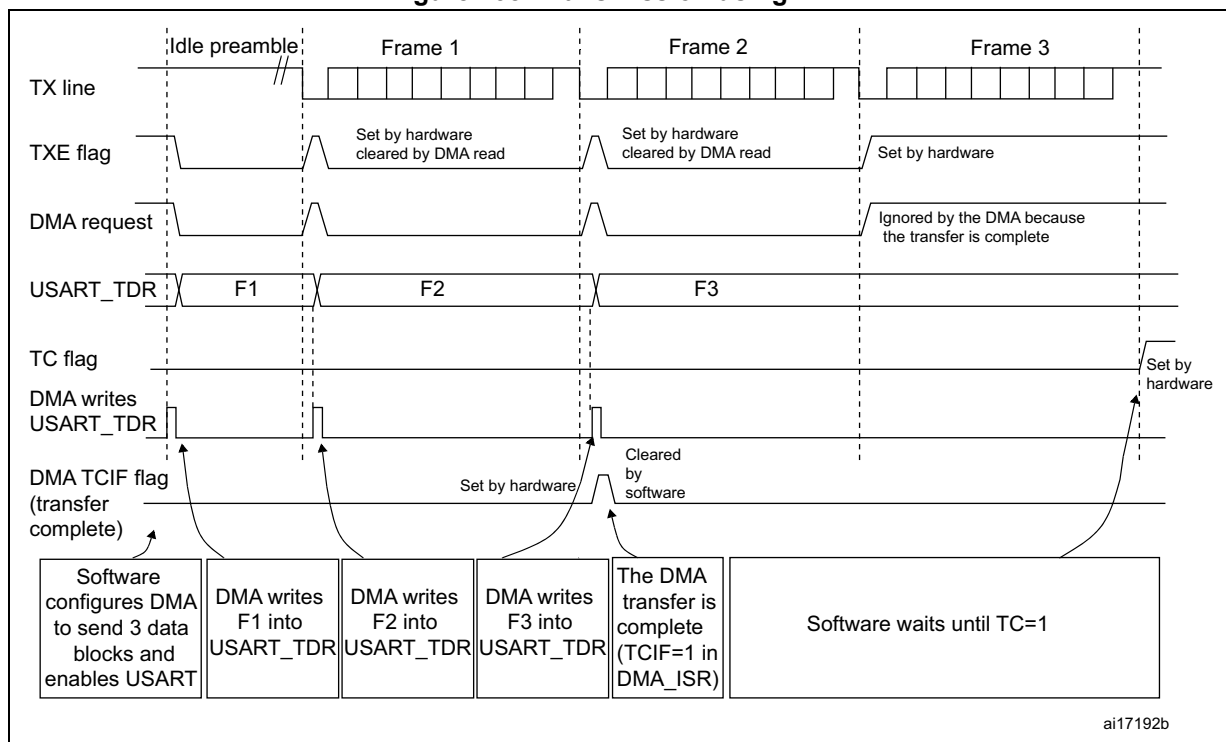 Idle preamble
Frame 1
Frame 2
Frame 3
TX line
TXE flag
Set by hardware
cleared by DMA read
Set by hardware
cleared by DMA read
Set by hardware
DMA request
Ignored by the DMA because
the transfer is complete
USART_TDR
F1
F2
F3
TC flag
Set by
hardware
DMA writes
USART_TDR
DMA TCIF flag
(transfer
complete)
Set by hardware
Cleared
by
software
Software
configures DMA
to send 3 data
blocks and
enables USART
DMA writes
F1 into
USART_TDR
DMA writes
F2 into
USART_TDR
DMA writes
F3 into
USART_TDR
The DMA
transfer is
complete
(TCIF=1 in
DMA_ISR)
Software waits until TC=1
ai17192b